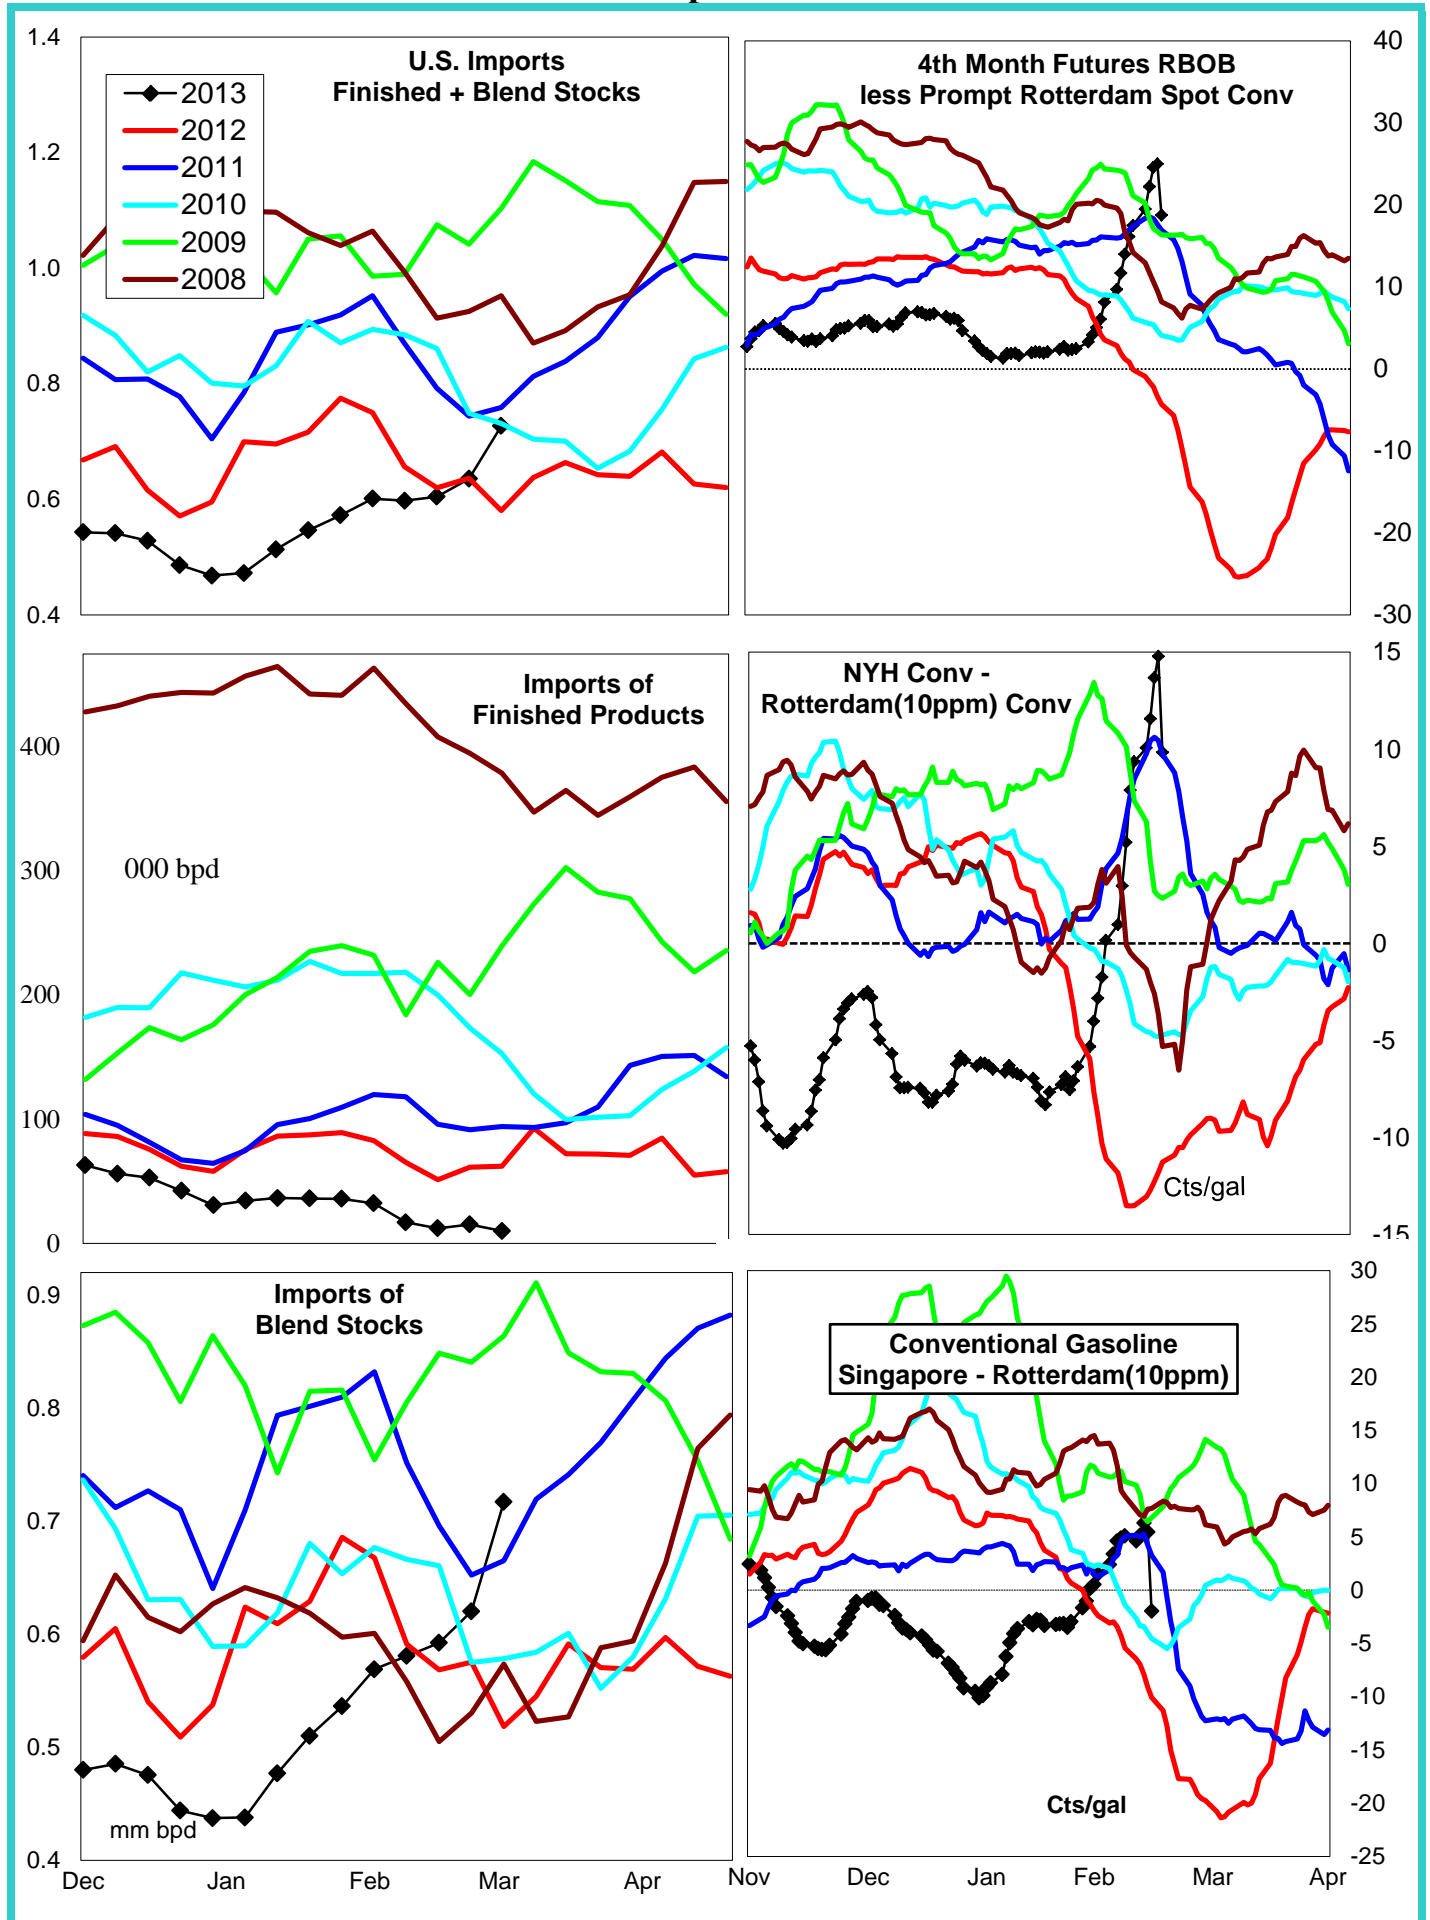 U.S. Imports
Finished + Blend Stocks
1.4
1.2
1.0
0.8
0.6
0.4
2013
2012
2011
2010
2009
2008
4th Month Futures RBOB
less Prompt Rotterdam Spot Conv
40
30
20
10
0
-10
-20
-30
Imports of
Finished Products
000 bpd
400
300
200
100
0
NYH Conv -
Rotterdam(10ppm) Conv
15
10
5
0
-5
-10
-15
Cts/gal
Imports of
Blend Stocks
0.9
0.8
0.7
0.6
0.5
0.4
mm bpd
Dec Jan Feb Mar Apr
Conventional Gasoline
Singapore - Rotterdam(10ppm)
30
25
20
15
10
5
0
-5
-10
-15
-20
-25
Cts/gal
Nov Dec Jan Feb Mar Apr